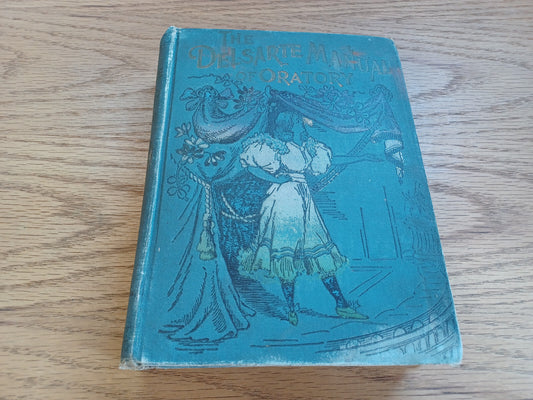 THE
DELSARTE MANUAL
OF ORATORY